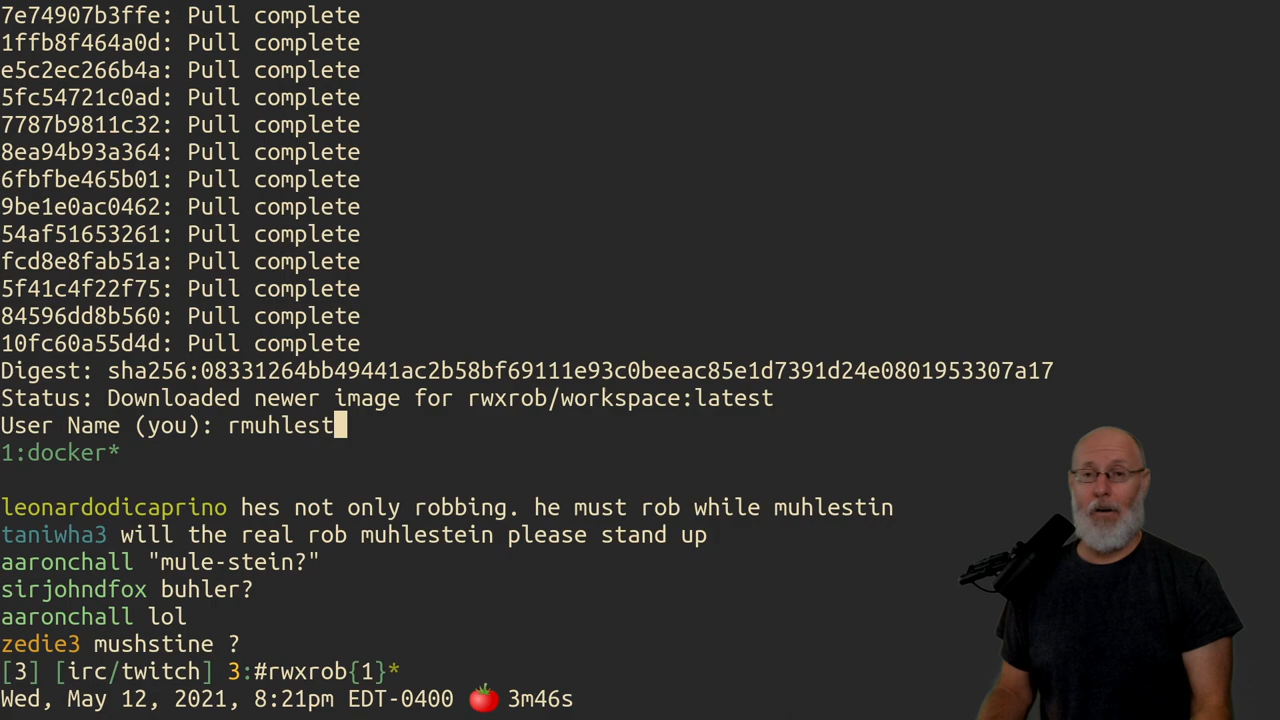 7e74907b3ffe: Pull complete
1ffb8f464a0d: Pull complete
e5c2ec266b4a: Pull complete
5fc54721c0ad: Pull complete
7787b9811c32: Pull complete
8ea94b93a364: Pull complete
6fbfbe465b01: Pull complete
9be1e0ac0462: Pull complete
54af51653261: Pull complete
fcd8e8fab51a: Pull complete
5f41c4f22f75: Pull complete
84596dd8b560: Pull complete
10fc60a55d4d: Pull complete
Digest: sha256:08331264bb49441ac2b58bf69111e93c0beeac85e1d7391d24e0801953307a17
Status: Downloaded newer image for rwxrob/workspace:latest
User Name (you): rmuhlest
1:docker*
leonardodicaprino hes not only robbing. he must rob while muhlestin
taniwha3 will the real rob muhlestein please stand up
aaronchall "mule-stein?"
sirjohndfox buhler?
aaronchall lol
zedie3 mushstine ?
[3] [irc/twitch] 3:#rwxrob{1}*
Wed, May 12, 2021, 8:21pm EDT-0400 🍅 3m46s